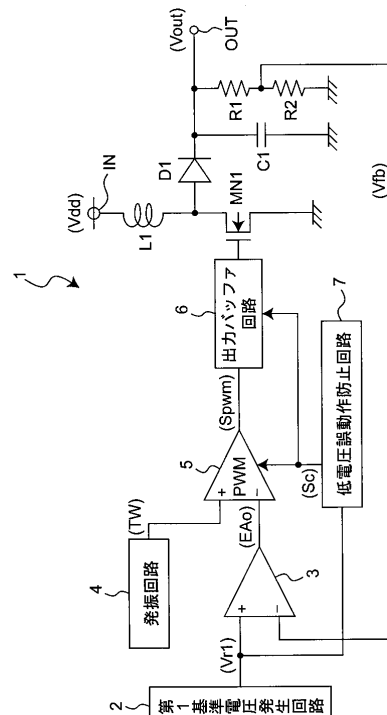 1
(Vdd)
IN
(Vout)
OUT
L1
D1
R1
R2
C1
MN1
(Vfb)
6
出力バッファ
回路
(Spwm)
7
低電圧誤動作防止回路
(Sc)
5
PWM
+
−
(TW)
4
発振回路
(EAo)
3
+
−
(Vr1)
2
第1基準電圧発生回路